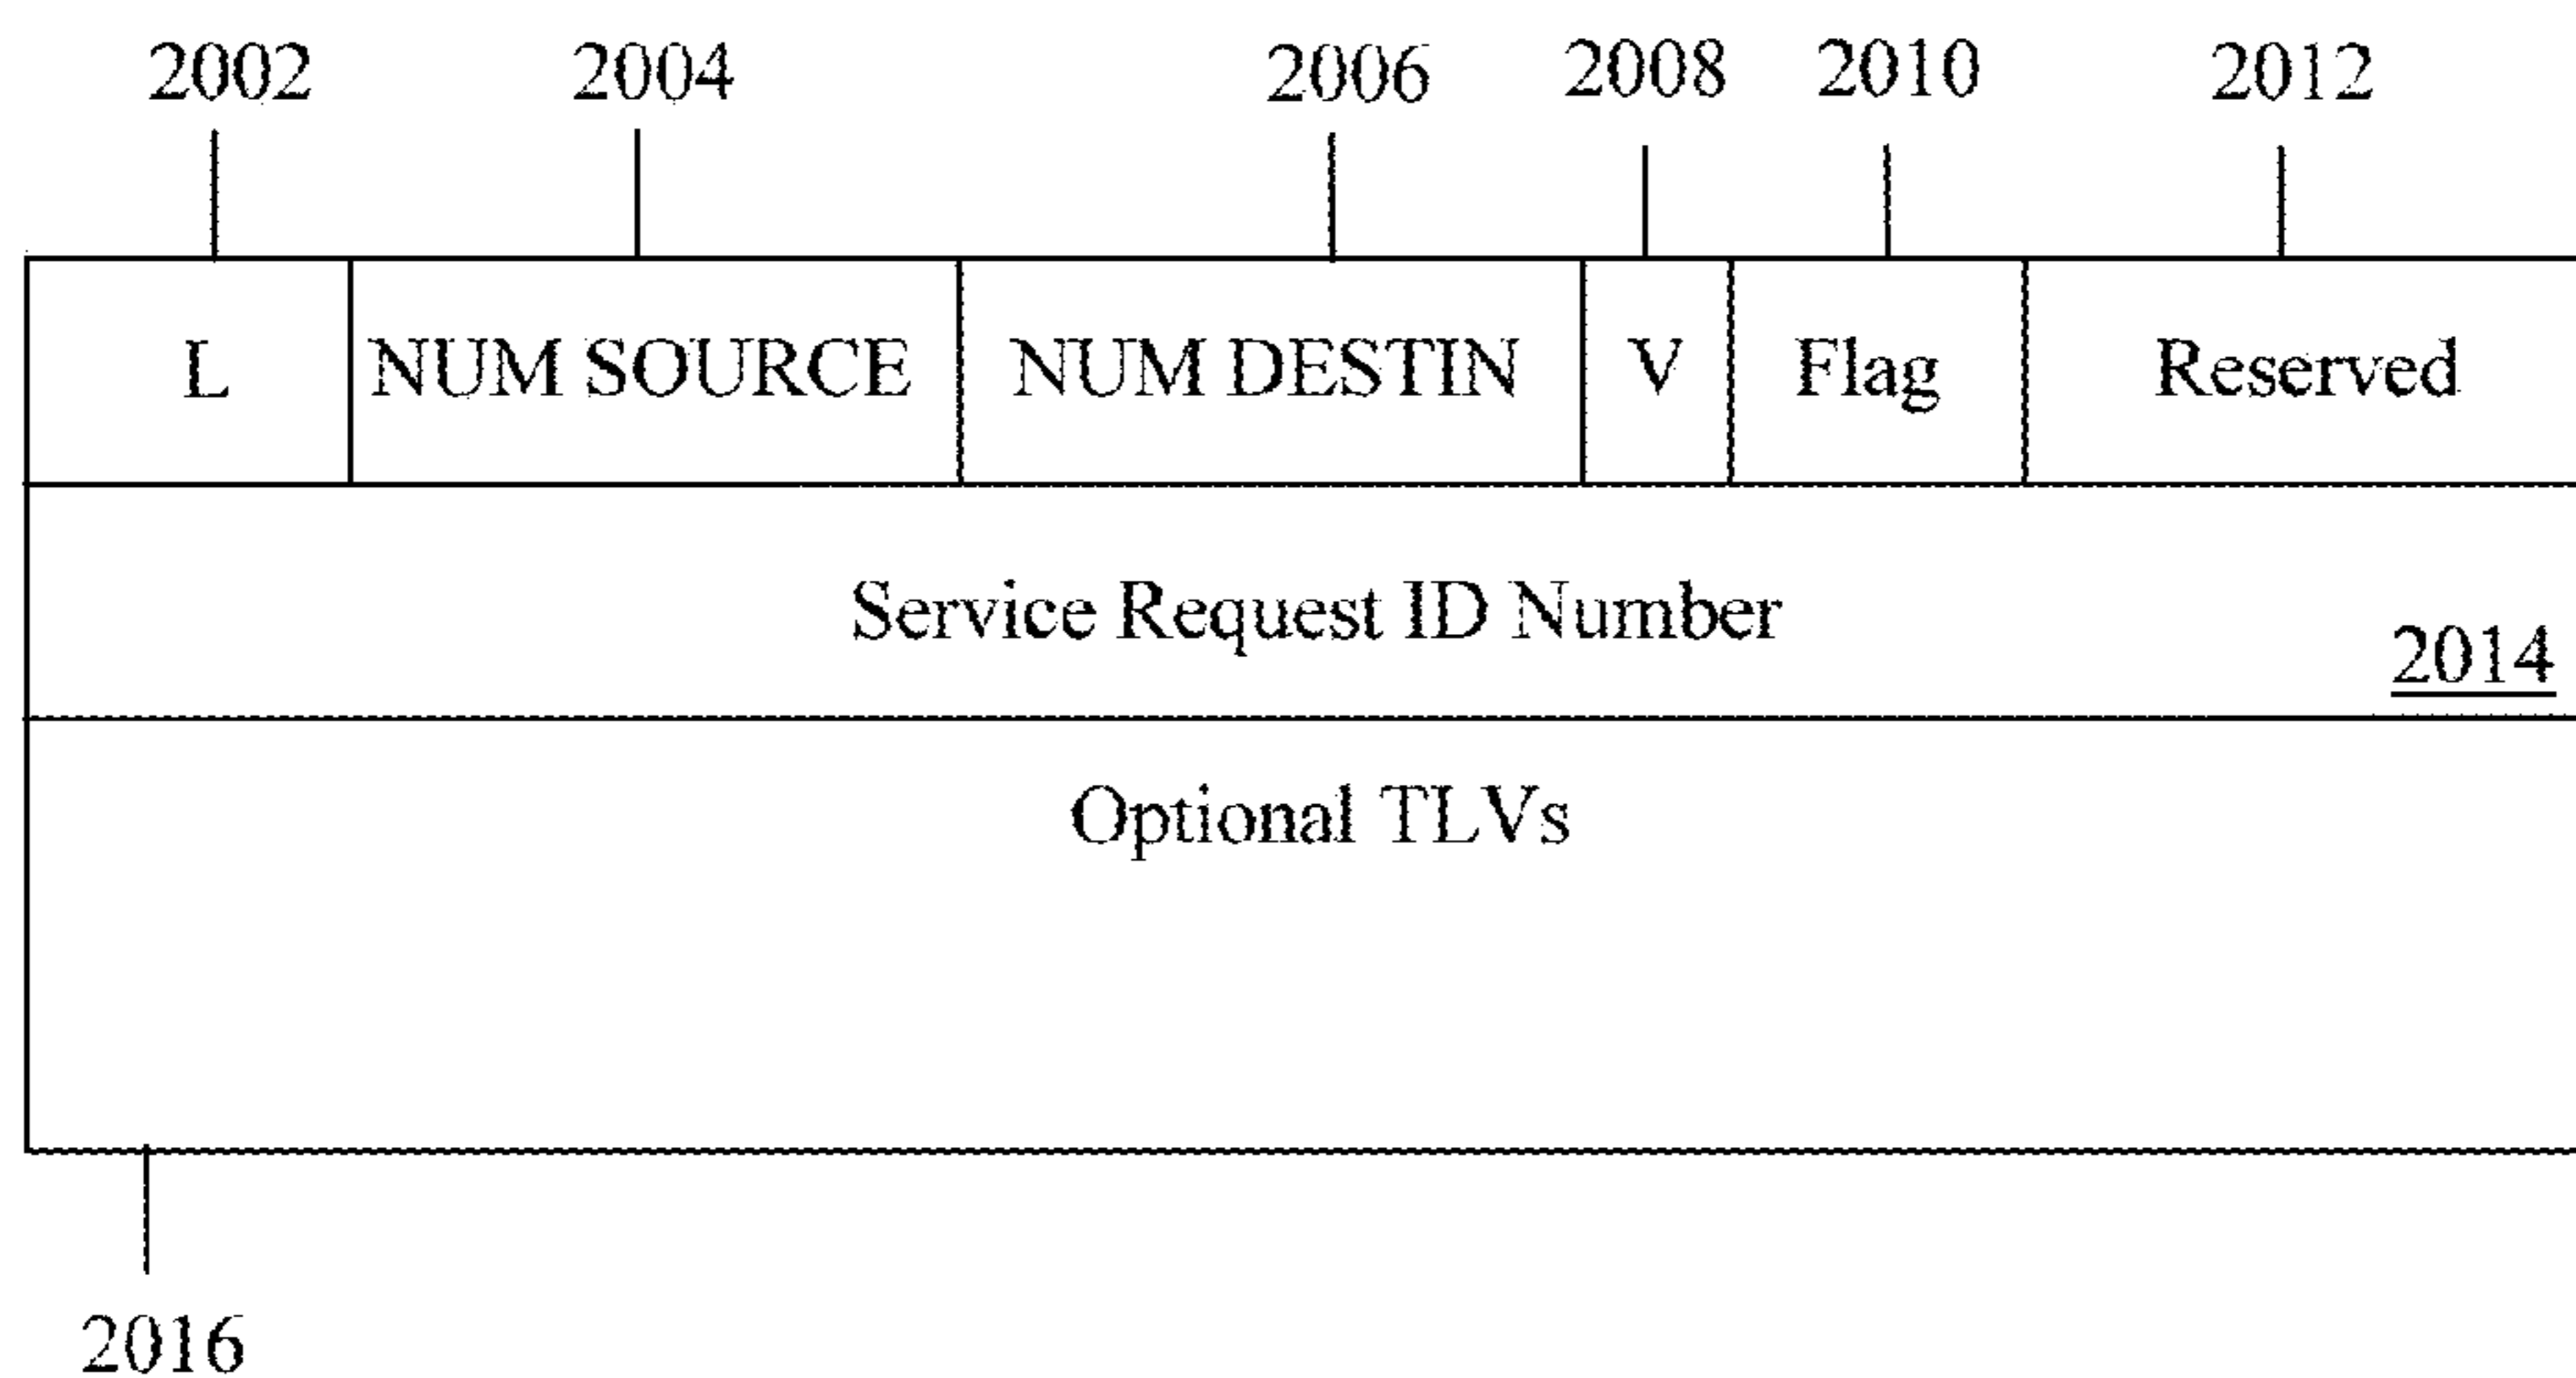 2002 2004 2006 2008 2010 2012
L NUM SOURCE NUM DESTIN V Flag Reserved
Service Request ID Number
2014
Optional TLVs
2016